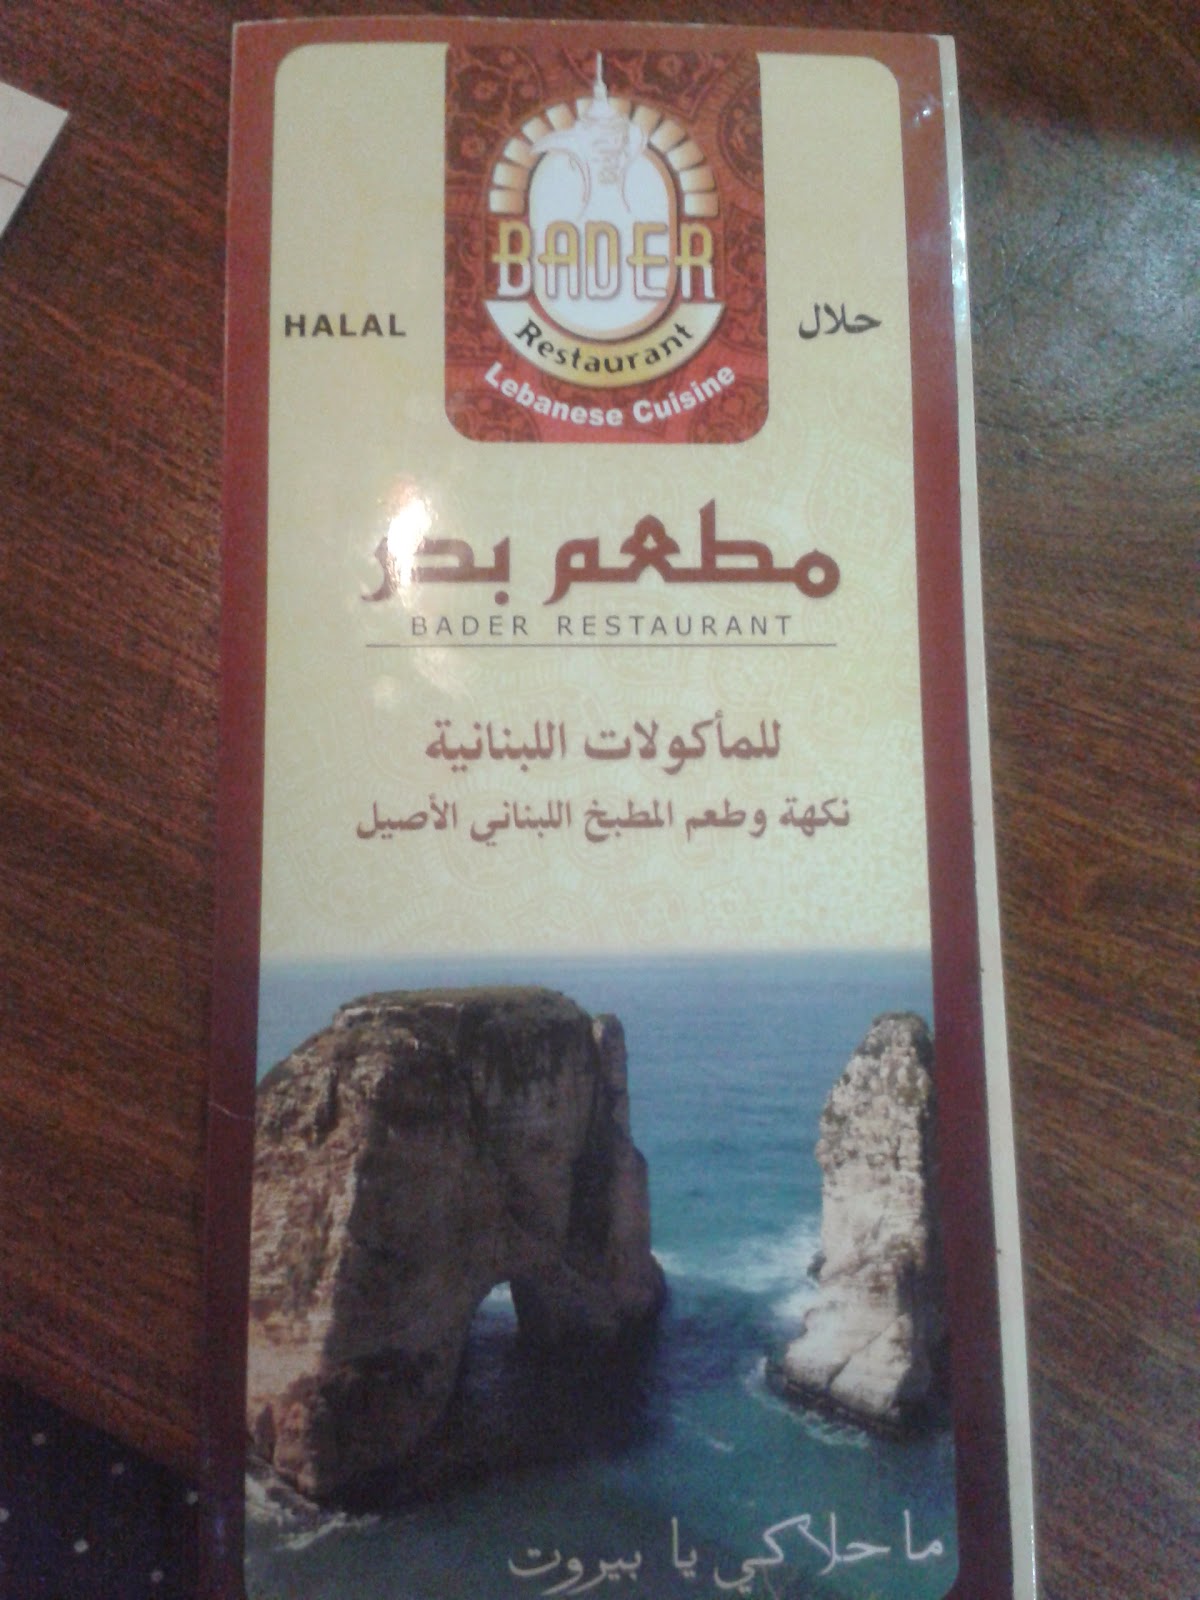 BADER
Restaurant
Lebanese Cuisine
HALAL
حلال
مطعم بدر
BADER RESTAURANT
للمأكولات اللبنانية
نكهة وطعم المطبخ اللبناني الأصيل
ما حلاكي يا بيروت